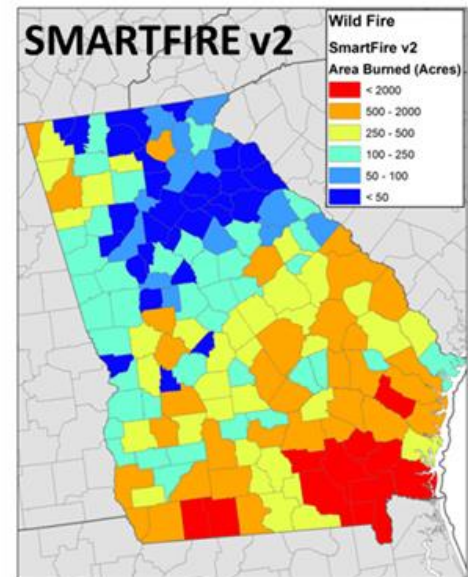 SMARTFIRE v2
Wild Fire
SmartFire v2
Area Burned (Acres)
< 2000
500 - 2000
250 - 500
100 - 250
50 - 100
< 50